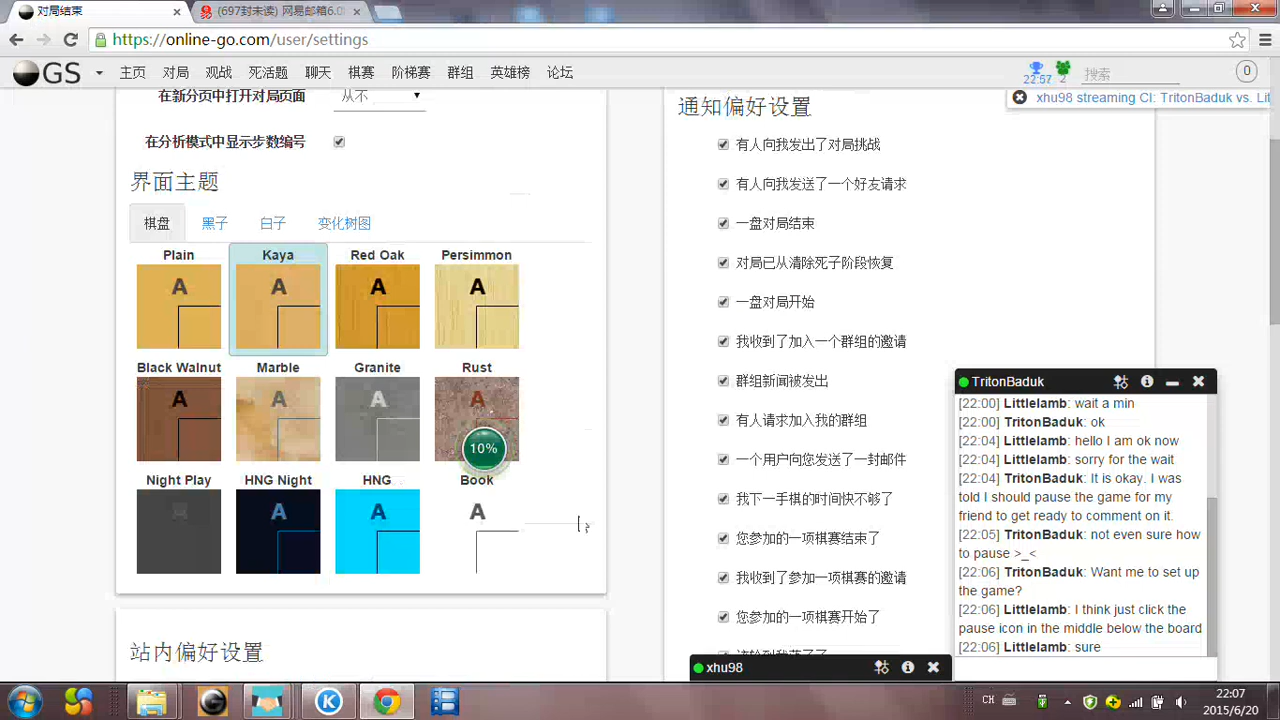 对局结束
(697封未读) 网易邮箱6.0
https://online-go.com/user/settings
GS
主页 对局 观战 死活题 聊天 棋赛 阶梯赛 群组 英雄榜 论坛
22:57 2 搜索 0
xhu98 streaming CI: TritonBaduk vs. Lit
在新分页中打开对局页面 从不
在分析模式中显示步数编号
界面主题
棋盘 黑子 白子 变化树图
Plain Kaya Red Oak Persimmon
A A A A
Black Walnut Marble Granite Rust
A A A A
10%
Night Play HNG Night HNG Book
A A A A
站内偏好设置
通知偏好设置
有人向我发出了对局挑战
有人向我发送了一个好友请求
一盘对局结束
对局已从清除死子阶段恢复
一盘对局开始
我收到了加入一个群组的邀请
群组新闻被发出
有人请求加入我的群组
一个用户向您发送了一封邮件
我下一手棋的时间快不够了
您参加的一项棋赛结束了
我收到了参加一项棋赛的邀请
您参加的一项棋赛开始了
TritonBaduk
[22:00] Littlelamb: wait a min
[22:00] TritonBaduk: ok
[22:04] Littlelamb: hello I am ok now
[22:04] Littlelamb: sorry for the wait
[22:04] TritonBaduk: It is okay. I was
told I should pause the game for my
friend to get ready to comment on it.
[22:05] TritonBaduk: not even sure how
to pause >_<
[22:06] TritonBaduk: Want me to set up
the game?
[22:06] Littlelamb: I think just click the
pause icon in the middle below the board
[22:06] Littlelamb: sure
xhu98
CH
22:07
2015/6/20